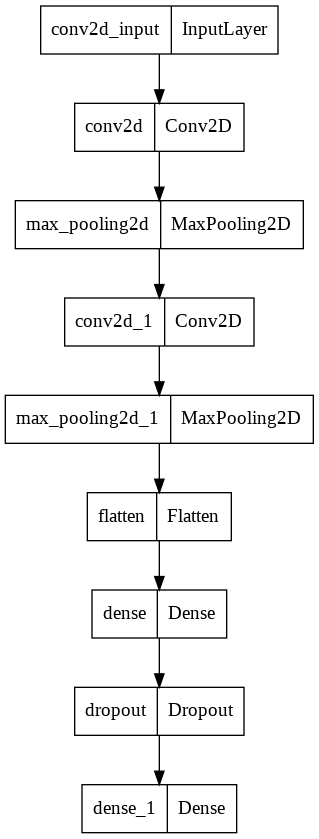 conv2d_input InputLayer
conv2d Conv2D
max_pooling2d MaxPooling2D
conv2d_1 Conv2D
max_pooling2d_1 MaxPooling2D
flatten Flatten
dense Dense
dropout Dropout
dense_1 Dense